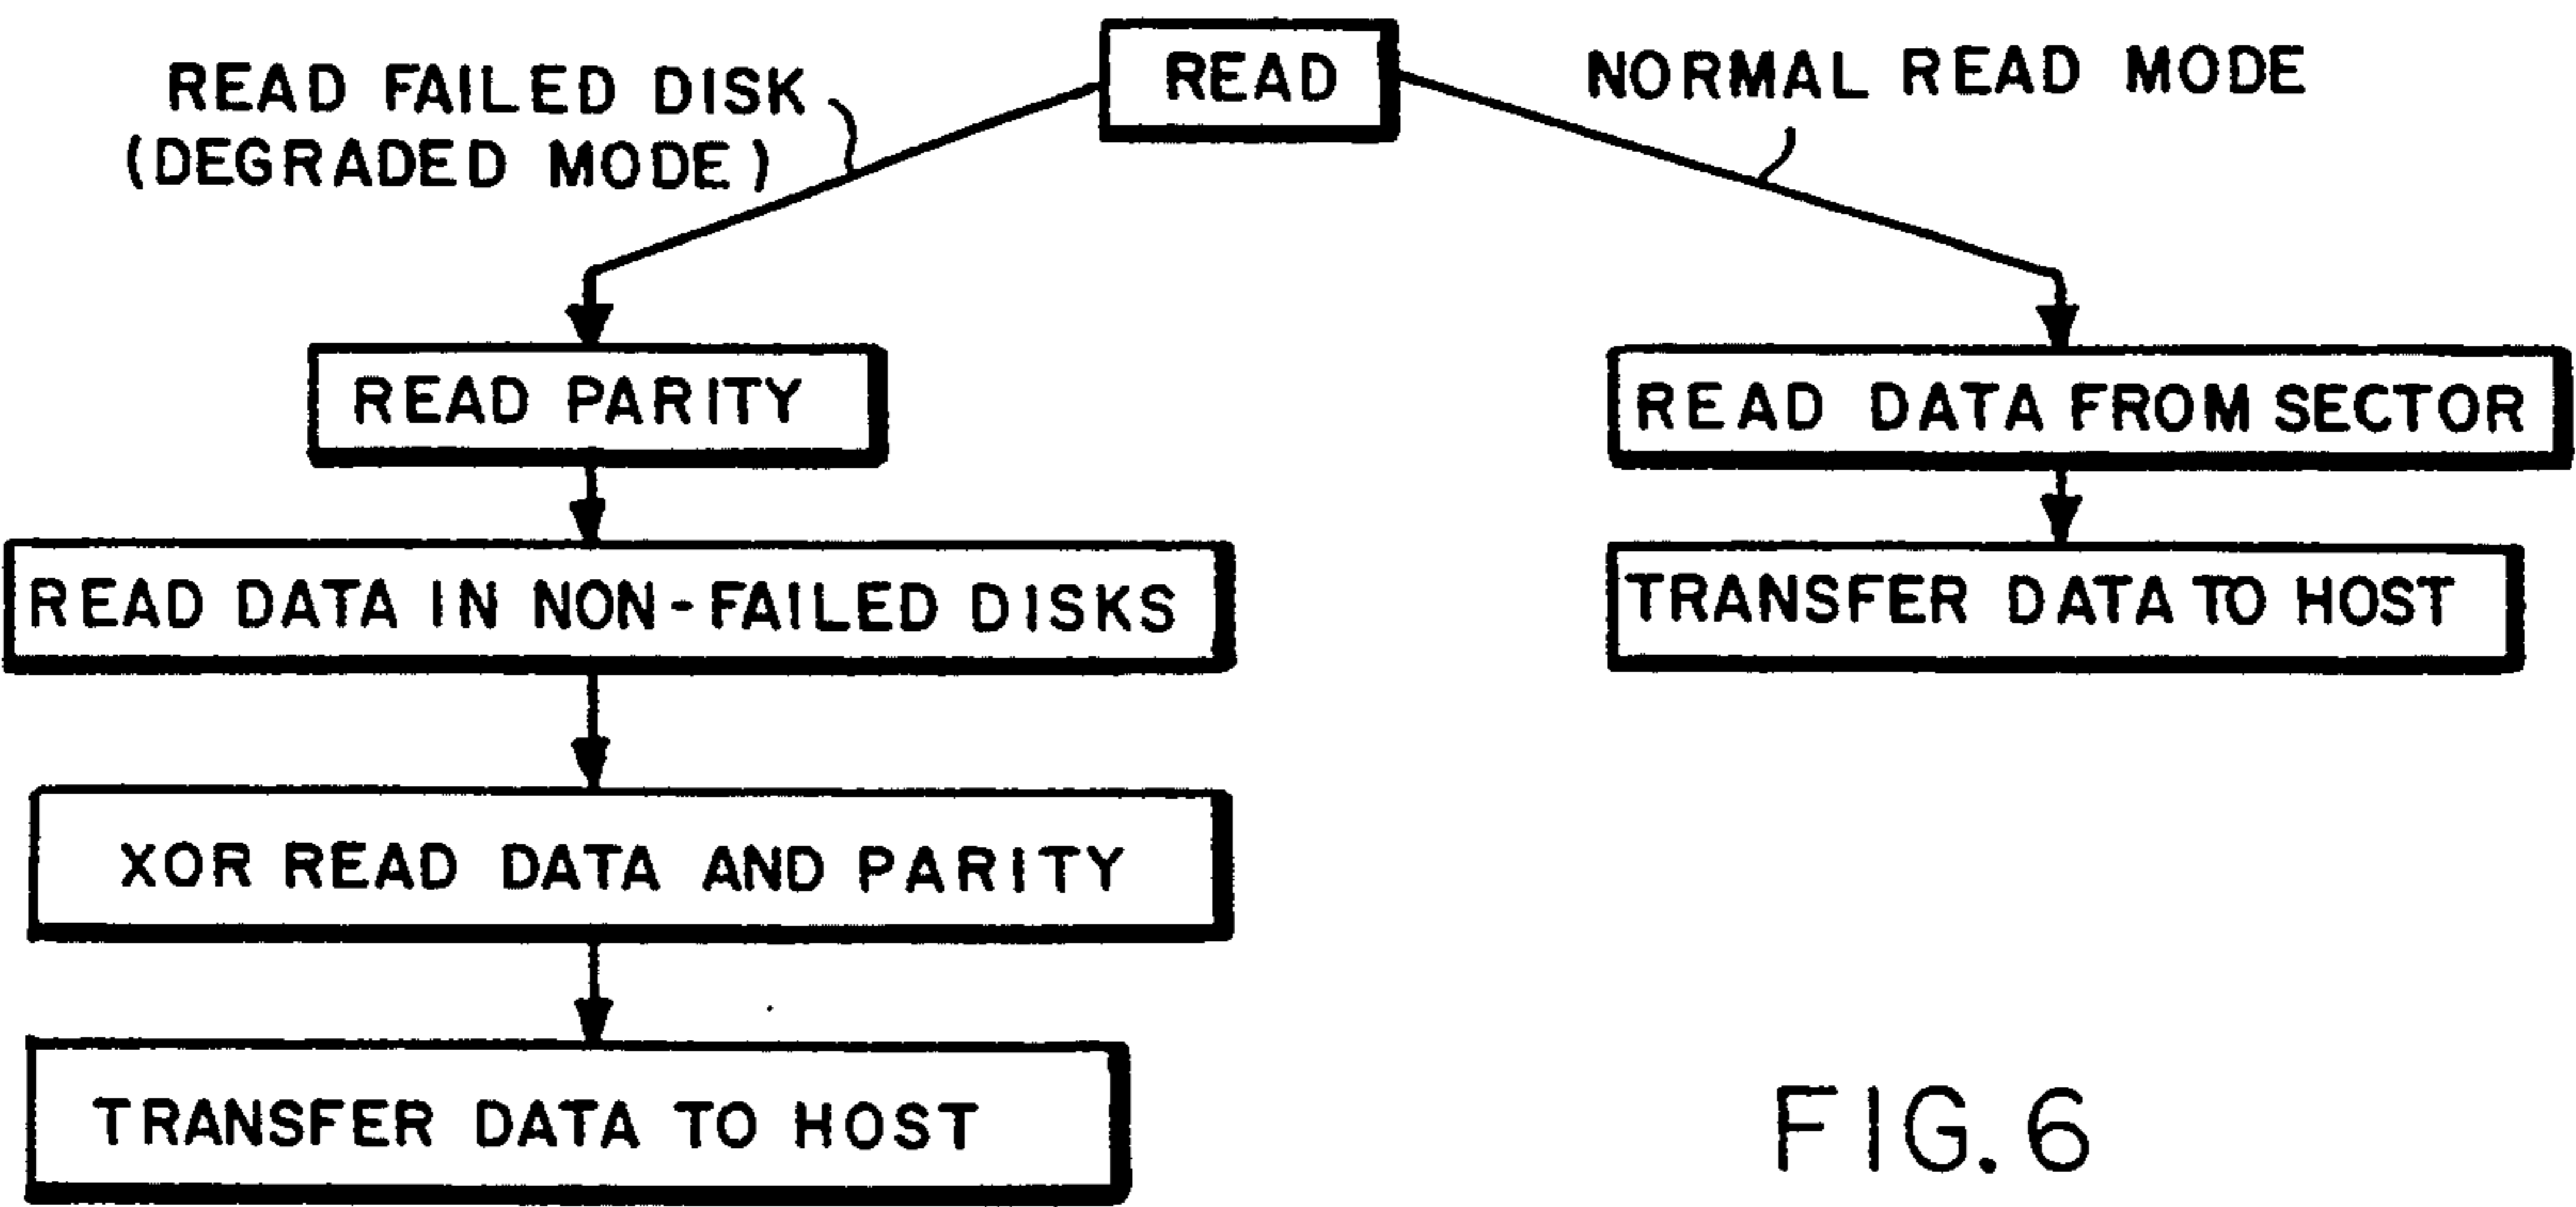 READ
READ FAILED DISK
(DEGRADED MODE)
NORMAL READ MODE
READ PARITY
READ DATA IN NON-FAILED DISKS
XOR READ DATA AND PARITY
TRANSFER DATA TO HOST
READ DATA FROM SECTOR
TRANSFER DATA TO HOST
FIG. 6